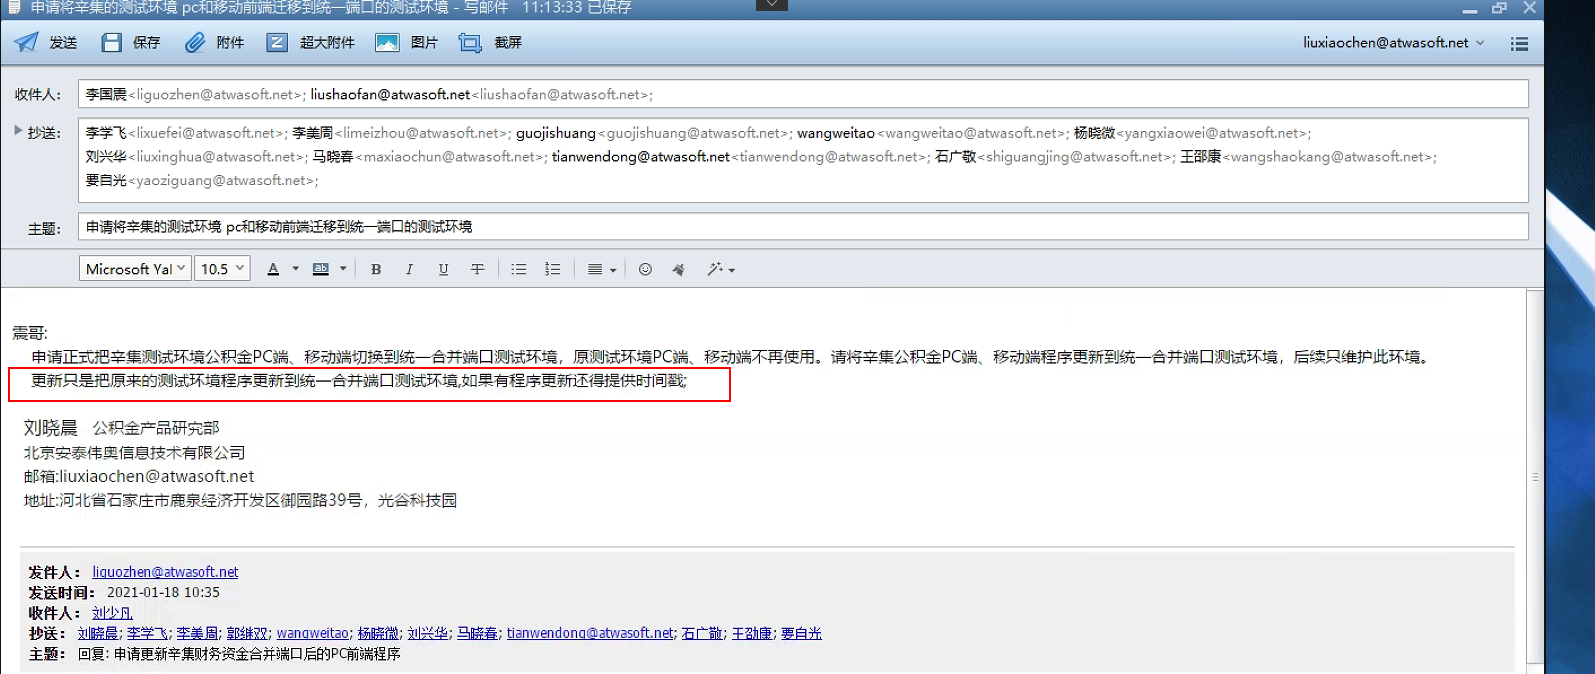 申请将辛集的测试环境 pc和移动前端迁移到统一端口的测试环境 - 写邮件 11:13:33 已保存
发送 保存 附件 超大附件 图片 截屏 liuxiaochen@atwasoft.net
收件人: 李国震<liguozhen@atwasoft.net>; liushaofan@atwasoft.net<liushaofan@atwasoft.net>;
抄送: 李学飞<lixuefei@atwasoft.net>; 李美周<limeizhou@atwasoft.net>; guojishuang<guojishuang@atwasoft.net>; wangweitao<wangweitao@atwasoft.net>; 杨晓微<yangxiaowei@atwasoft.net>;
刘兴华<liuxinghua@atwasoft.net>; 马晓春<maxiaochun@atwasoft.net>; tianwendong@atwasoft.net<tianwendong@atwasoft.net>; 石广敬<shiguangjing@atwasoft.net>; 王邵康<wangshaokang@atwasoft.net>;
要自光<yaoziguang@atwasoft.net>;
主题: 申请将辛集的测试环境 pc和移动前端迁移到统一端口的测试环境
Microsoft Yal 10.5 A ab B I U T
震哥:
申请正式把辛集测试环境公积金PC端、移动端切换到统一合并端口测试环境，原测试环境PC端、移动端不再使用。请将辛集公积金PC端、移动端程序更新到统一合并端口测试环境，后续只维护此环境。
更新只是把原来的测试环境程序更新到统一合并端口测试环境,如果有程序更新还得提供时间戳;
刘晓晨 公积金产品研究部
北京安泰伟奥信息技术有限公司
邮箱:liuxiaochen@atwasoft.net
地址:河北省石家庄市鹿泉经济开发区御园路39号，光谷科技园
发件人： liguozhen@atwasoft.net
发送时间： 2021-01-18 10:35
收件人： 刘少凡
抄送： 刘晓晨; 李学飞; 李美周; 郭继双; wangweitao; 杨晓微; 刘兴华; 马晓春; tianwendong@atwasoft.net; 石广敬; 王邵康; 要自光
主题： 回复: 申请更新辛集财务资金合并端口后的PC前端程序